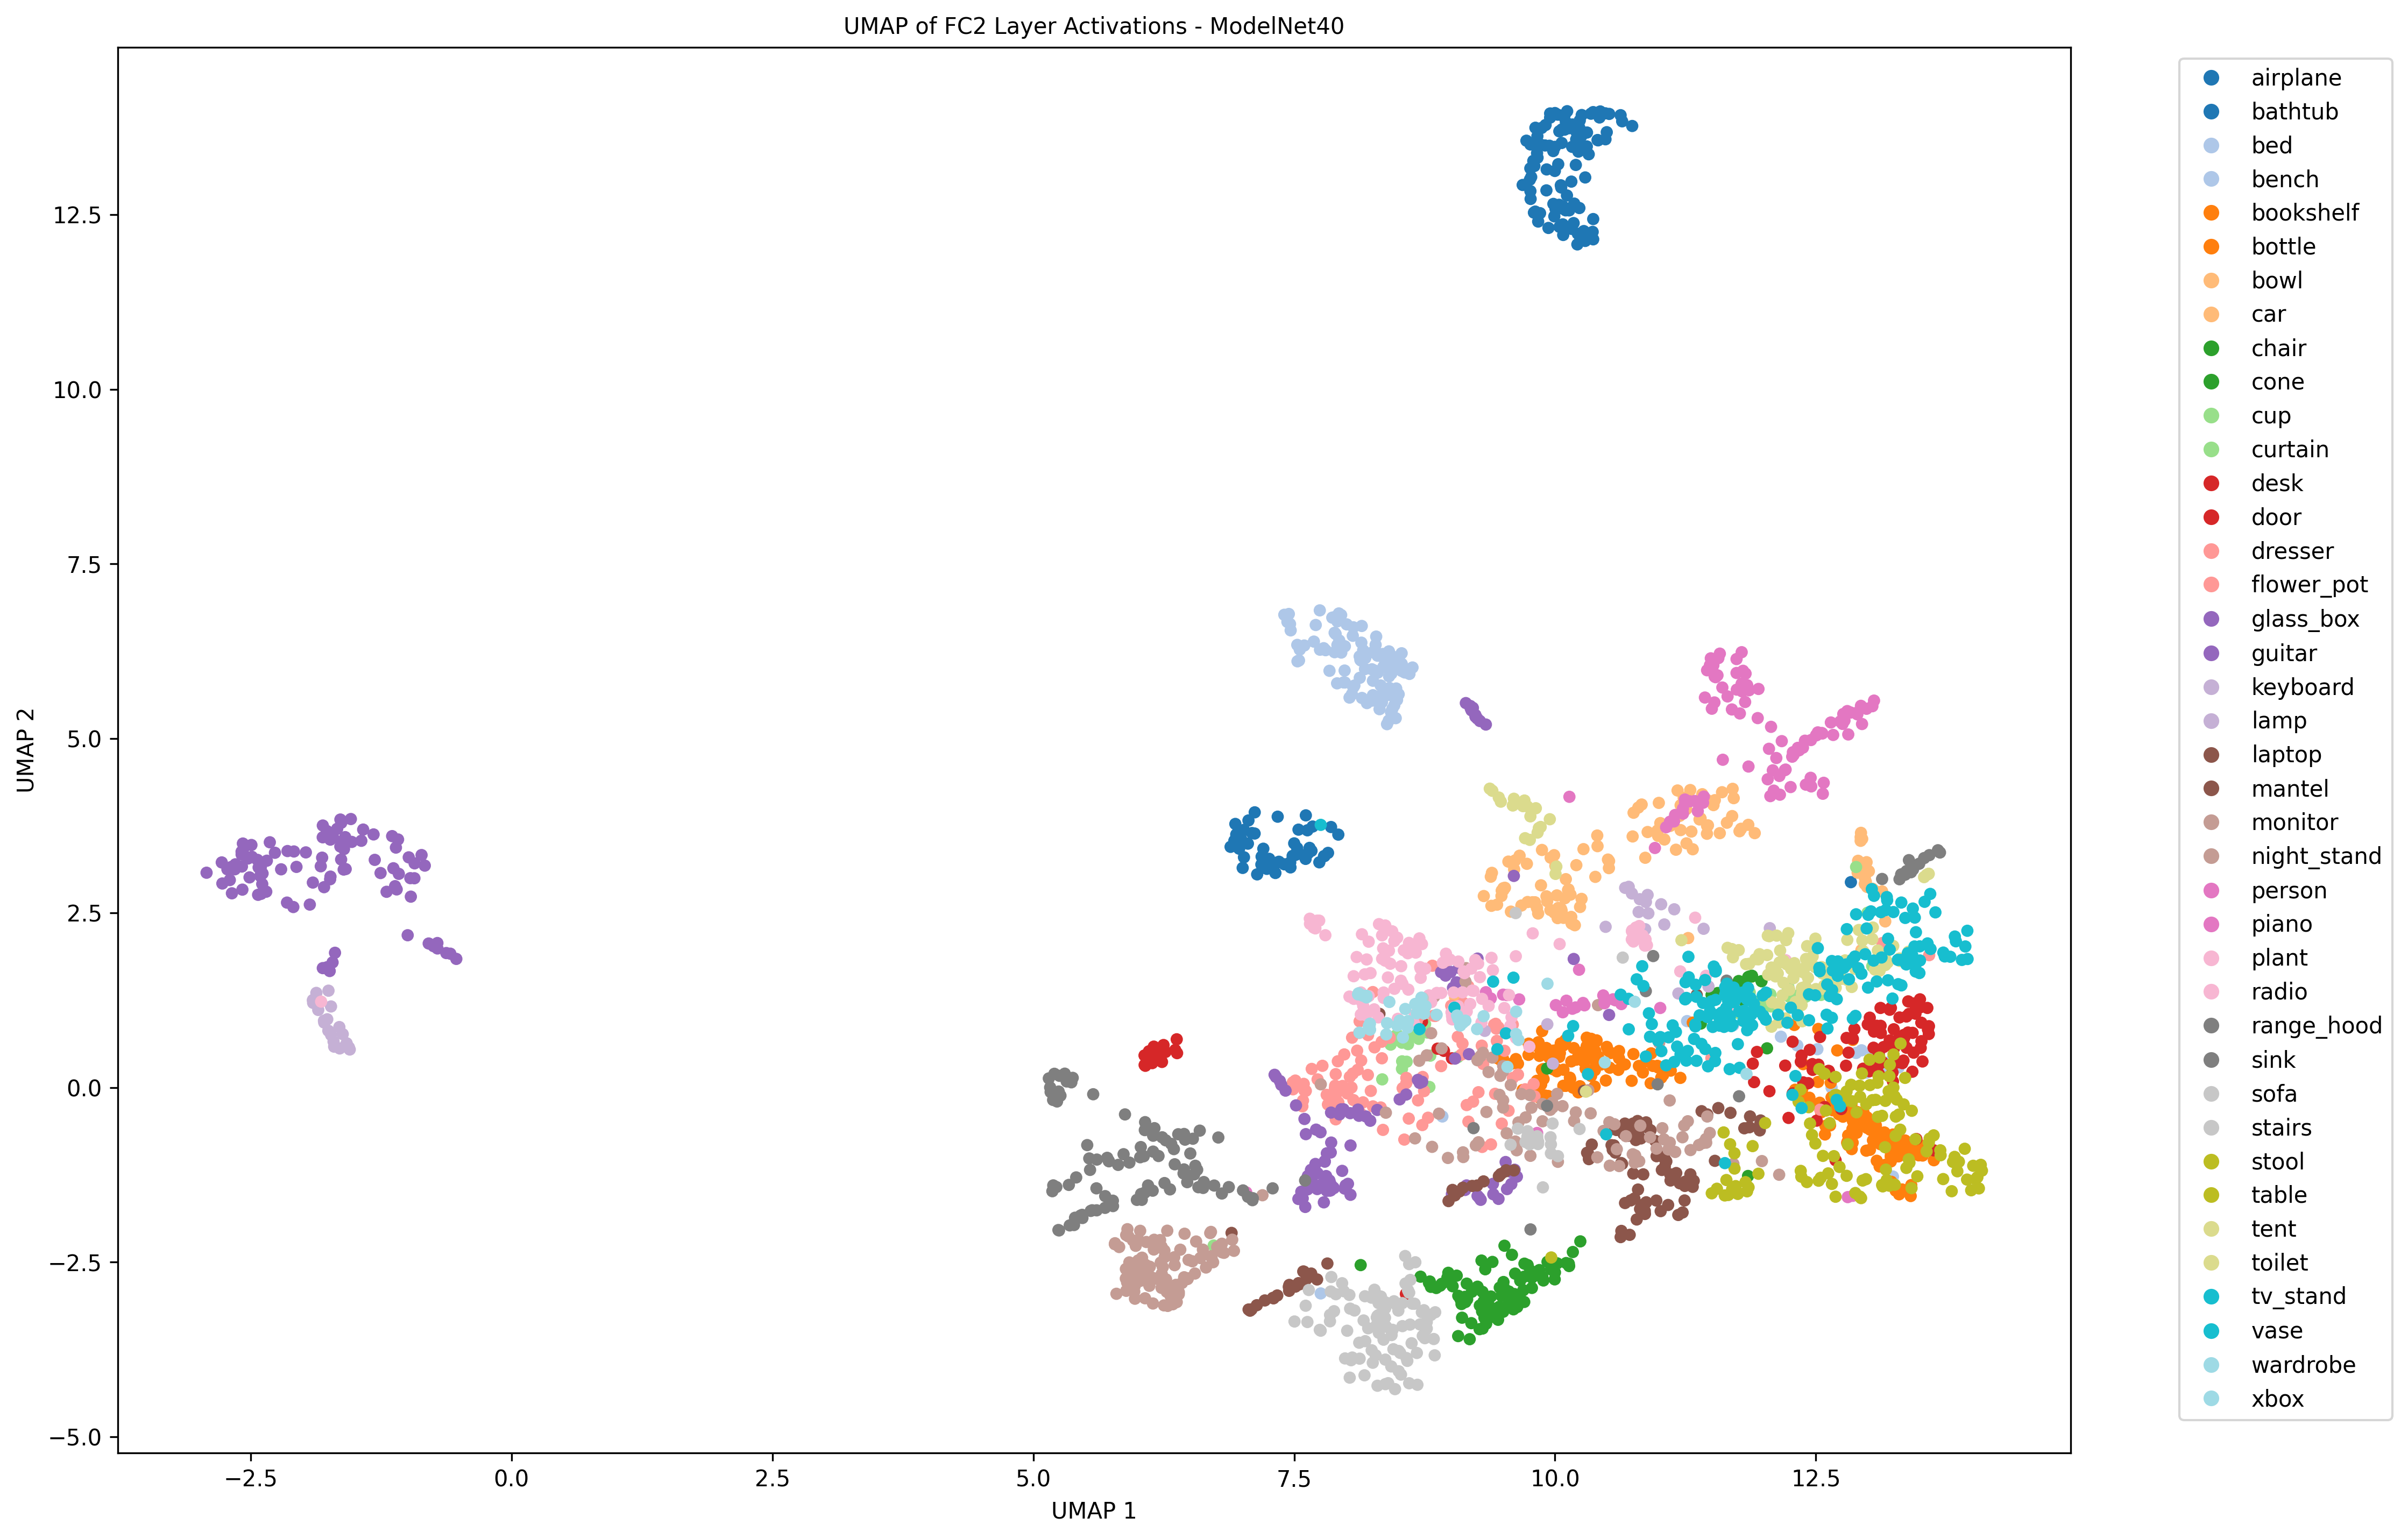 UMAP of FC2 Layer Activations - ModelNet40
UMAP 2
12.5
10.0
7.5
5.0
2.5
0.0
−2.5
−5.0
−2.5
0.0
2.5
5.0
7.5
10.0
12.5
UMAP 1
airplane
bathtub
bed
bench
bookshelf
bottle
bowl
car
chair
cone
cup
curtain
desk
door
dresser
flower_pot
glass_box
guitar
keyboard
lamp
laptop
mantel
monitor
night_stand
person
piano
plant
radio
range_hood
sink
sofa
stairs
stool
table
tent
toilet
tv_stand
vase
wardrobe
xbox